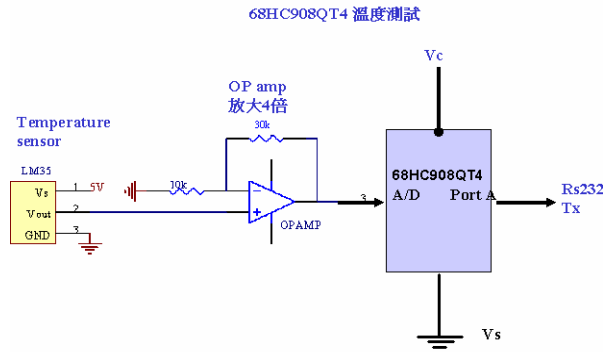 68HC908QT4 溫度測試
Vc
OP amp
放大4倍
30k
Temperature
sensor
LM35
Vs
1
5V
10k
Vout
2
GND
3
OPAMP
3
68HC908QT4
A/D
Port A
Rs232
Tx
Vs